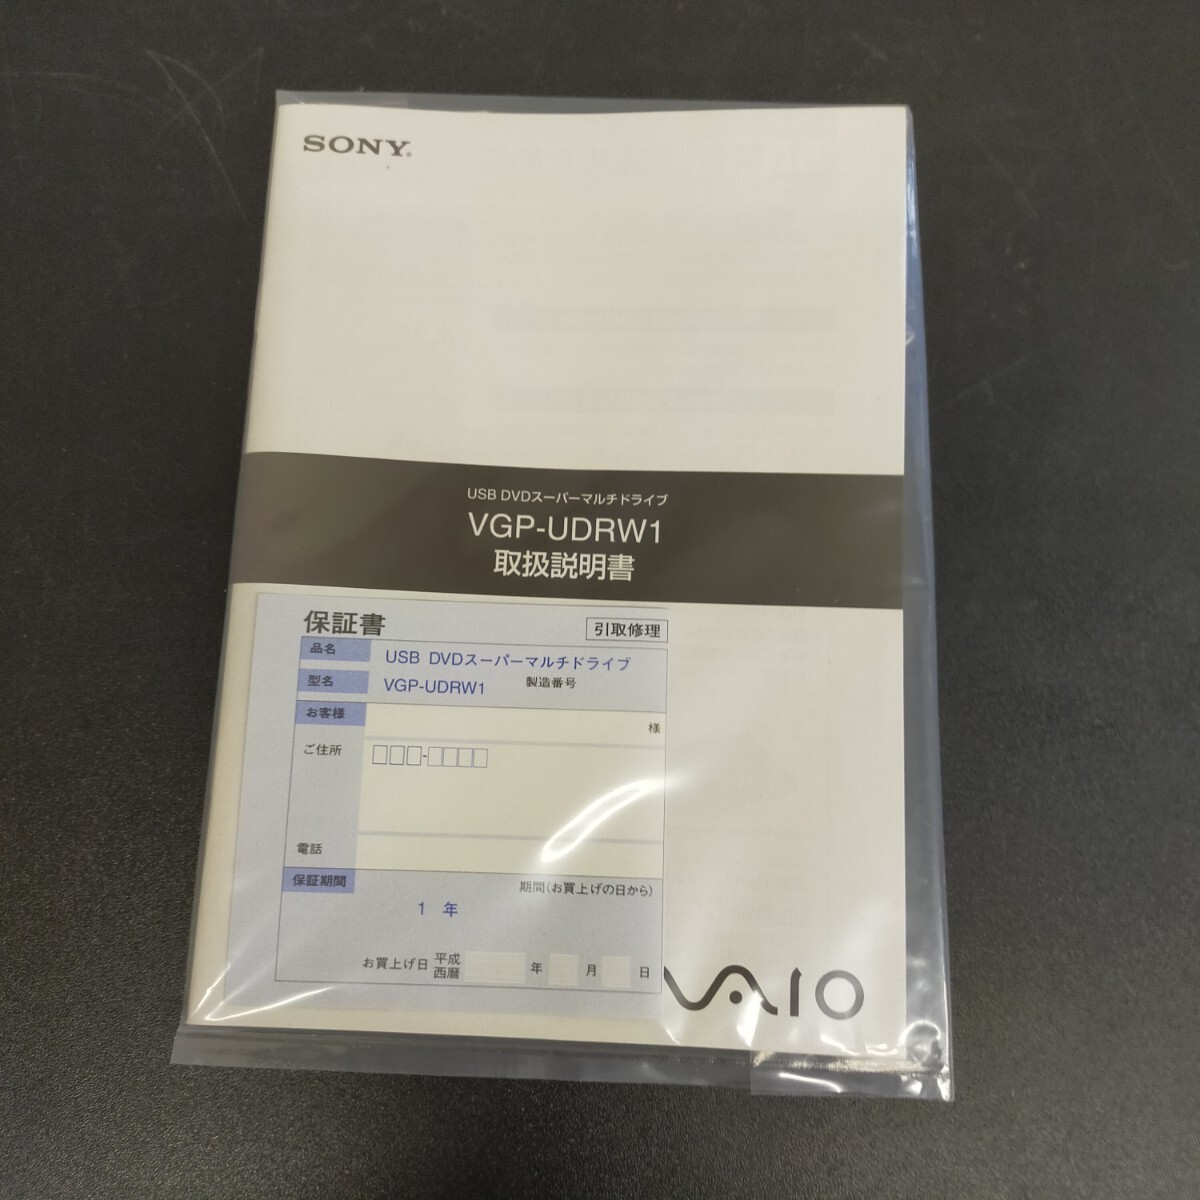 SONY®
USB DVDスーパーマルチドライブ
VGP-UDRW1
取扱説明書
保証書
引取修理
品名 USB DVDスーパーマルチドライブ
型名 VGP-UDRW1 製造番号
お客様 様
ご住所 □□□-□□□□
電話
保証期間 期間(お買上げの日から)
1 年
お買上げ日 平成 西暦 年 月 日
VAIO